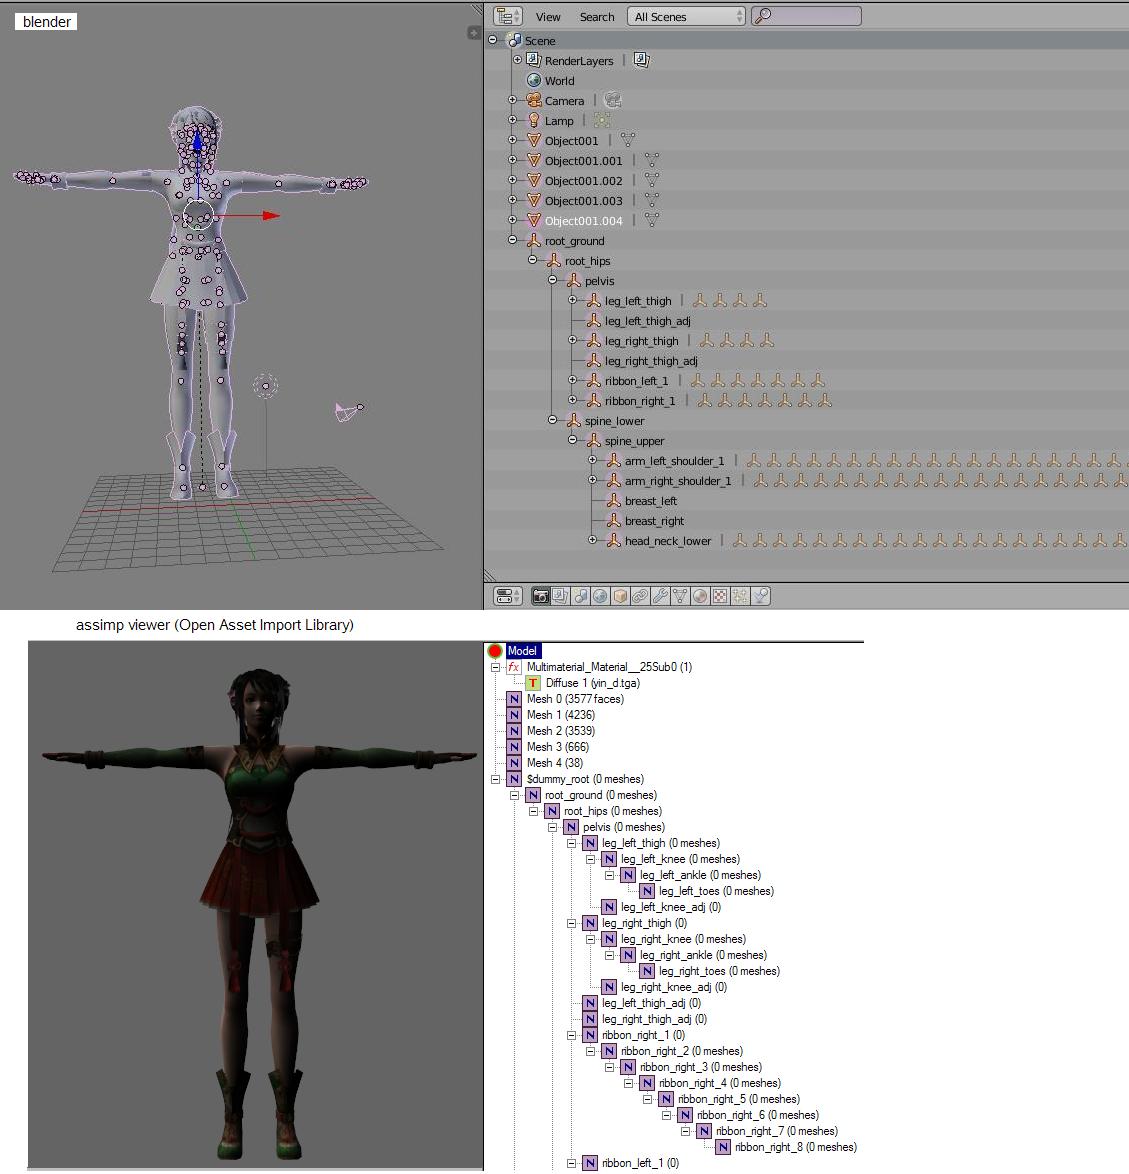 blender
View Search All Scenes
Scene
RenderLayers
World
Camera
Lamp
Object001
Object001.001
Object001.002
Object001.003
Object001.004
root_ground
root_hips
pelvis
leg_left_thigh
leg_left_thigh_adj
leg_right_thigh
leg_right_thigh_adj
ribbon_left_1
ribbon_right_1
spine_lower
spine_upper
arm_left_shoulder_1
arm_right_shoulder_1
breast_left
breast_right
head_neck_lower
assimp viewer (Open Asset Import Library)
Model
Multimaterial_Material__25Sub0 (1)
Diffuse 1 (yin_d.tga)
Mesh 0 (3577 faces)
Mesh 1 (4236)
Mesh 2 (3539)
Mesh 3 (666)
Mesh 4 (38)
$dummy_root (0 meshes)
root_ground (0 meshes)
root_hips (0 meshes)
pelvis (0 meshes)
leg_left_thigh (0 meshes)
leg_left_knee (0 meshes)
leg_left_ankle (0 meshes)
leg_left_toes (0 meshes)
leg_left_knee_adj (0)
leg_right_thigh (0)
leg_right_knee (0 meshes)
leg_right_ankle (0 meshes)
leg_right_toes (0 meshes)
leg_right_knee_adj (0)
leg_left_thigh_adj (0)
leg_right_thigh_adj (0)
ribbon_right_1 (0)
ribbon_right_2 (0 meshes)
ribbon_right_3 (0 meshes)
ribbon_right_4 (0 meshes)
ribbon_right_5 (0 meshes)
ribbon_right_6 (0 meshes)
ribbon_right_7 (0 meshes)
ribbon_right_8 (0 meshes)
ribbon_left_1 (0)